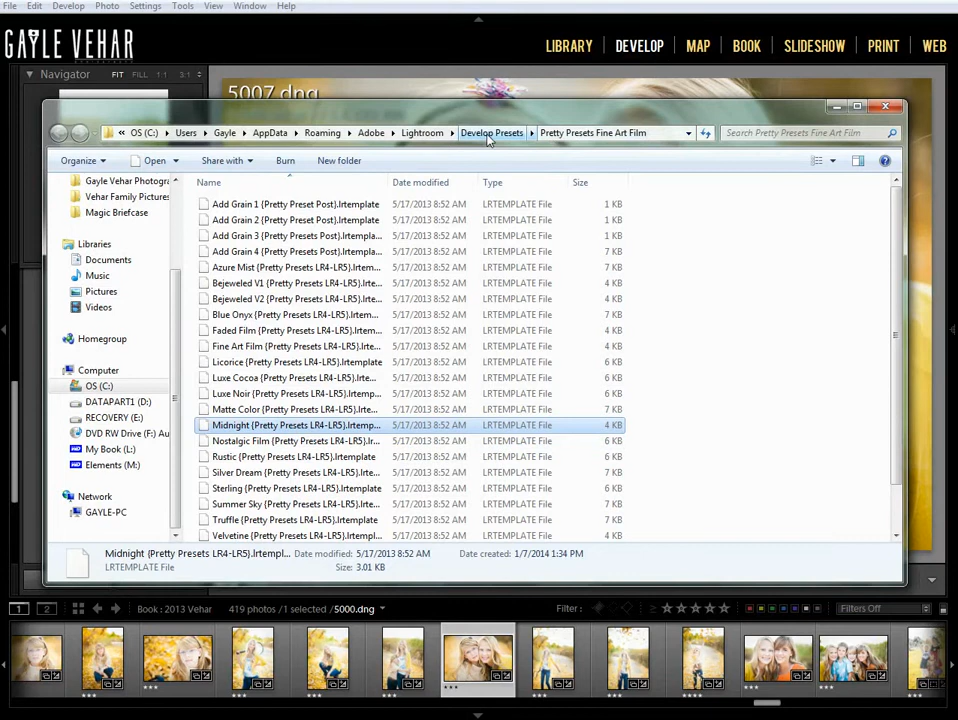 File Edit Develop Photo Settings Tools View Window Help
GAYLE VEHAR
LIBRARY | DEVELOP | MAP | BOOK | SLIDESHOW | PRINT | WEB
Navigator FIT FILL 1:1 3:1
5007.dng
« OS (C:) Users Gayle AppData Roaming Adobe Lightroom Develop Presets Pretty Presets Fine Art Film
Search Pretty Presets Fine Art Film
Organize Open Share with Burn New folder
Name Date modified Type Size
Gayle Vehar Photogra
Vehar Family Pictures
Magic Briefcase
Libraries
Documents
Music
Pictures
Videos
Homegroup
Computer
OS (C:)
DATAPART1 (D:)
RECOVERY (E:)
DVD RW Drive (F:) Au
My Book (L:)
Elements (M:)
Network
GAYLE-PC
Add Grain 1 {Pretty Preset Post}.lrtemplate 5/17/2013 8:52 AM LRTEMPLATE File 1 KB
Add Grain 2 {Pretty Preset Post}.lrtemplate 5/17/2013 8:52 AM LRTEMPLATE File 1 KB
Add Grain 3 {Pretty Presets Post}.lrtempla... 5/17/2013 8:52 AM LRTEMPLATE File 1 KB
Add Grain 4 {Pretty Presets Post}.lrtempla... 5/17/2013 8:52 AM LRTEMPLATE File 7 KB
Azure Mist {Pretty Presets LR4-LR5}.lrtem... 5/17/2013 8:52 AM LRTEMPLATE File 7 KB
Bejeweled V1 {Pretty Presets LR4-LR5}.lrt... 5/17/2013 8:52 AM LRTEMPLATE File 4 KB
Bejeweled V2 {Pretty Presets LR4-LR5}.lrt... 5/17/2013 8:52 AM LRTEMPLATE File 4 KB
Blue Onyx {Pretty Presets LR4-LR5}.lrtem... 5/17/2013 8:52 AM LRTEMPLATE File 7 KB
Faded Film {Pretty Presets LR4-LR5}.lrtem... 5/17/2013 8:52 AM LRTEMPLATE File 4 KB
Fine Art Film {Pretty Presets LR4-LR5}.lrt... 5/17/2013 8:52 AM LRTEMPLATE File 4 KB
Licorice {Pretty Presets LR4-LR5}.lrtemplate 5/17/2013 8:52 AM LRTEMPLATE File 6 KB
Luxe Cocoa {Pretty Presets LR4-LR5}.lrte... 5/17/2013 8:52 AM LRTEMPLATE File 6 KB
Luxe Noir {Pretty Presets LR4-LR5}.lrtem... 5/17/2013 8:52 AM LRTEMPLATE File 6 KB
Matte Color {Pretty Presets LR4-LR5}.lrte... 5/17/2013 8:52 AM LRTEMPLATE File 4 KB
Midnight {Pretty Presets LR4-LR5}.lrtemp... 5/17/2013 8:52 AM LRTEMPLATE File 4 KB
Nostalgic Film {Pretty Presets LR4-LR5}.lr... 5/17/2013 8:52 AM LRTEMPLATE File 4 KB
Rustic {Pretty Presets LR4-LR5}.lrtemplate 5/17/2013 8:52 AM LRTEMPLATE File 6 KB
Silver Dream {Pretty Presets LR4-LR5}.lrte... 5/17/2013 8:52 AM LRTEMPLATE File 7 KB
Sterling {Pretty Presets LR4-LR5}.lrtemplate 5/17/2013 8:52 AM LRTEMPLATE File 6 KB
Summer Sky {Pretty Presets LR4-LR5}.lrte... 5/17/2013 8:52 AM LRTEMPLATE File 7 KB
Truffle {Pretty Presets LR4-LR5}.lrtemplate 5/17/2013 8:52 AM LRTEMPLATE File 7 KB
Velvetine {Pretty Presets LR4-LR5}.lrtem... 5/17/2013 8:52 AM LRTEMPLATE File 6 KB
Midnight {Pretty Presets LR4-LR5}.lrtempl... Date modified: 5/17/2013 8:52 AM Date created: 1/7/2014 1:34 PM
LRTEMPLATE File Size: 3.01 KB
1 2 Book : 2013 Vehar 419 photos /1 selected /5000.dng Filter : Filters Off